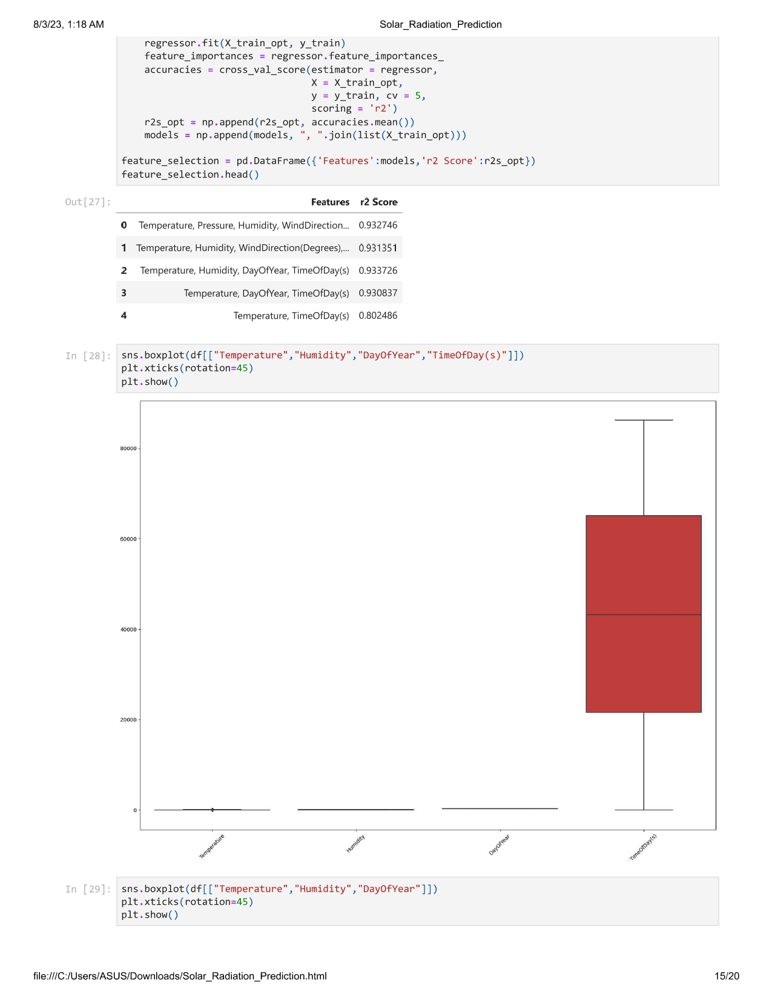 8/3/23, 1:18 AM Solar_Radiation_Prediction
regressor.fit(X_train_opt, y_train)
feature_importances = regressor.feature_importances_
accuracies = cross_val_score(estimator = regressor,
X = X_train_opt,
y = y_train, cv = 5,
scoring = 'r2')
r2s_opt = np.append(r2s_opt, accuracies.mean())
models = np.append(models, ", ".join(list(X_train_opt)))
feature_selection = pd.DataFrame({'Features':models,'r2 Score':r2s_opt})
feature_selection.head()
Out[27]: Features r2 Score
0 Temperature, Pressure, Humidity, WindDirection... 0.932746
1 Temperature, Humidity, WindDirection(Degrees),... 0.931351
2 Temperature, Humidity, DayOfYear, TimeOfDay(s) 0.933726
3 Temperature, DayOfYear, TimeOfDay(s) 0.930837
4 Temperature, TimeOfDay(s) 0.802486
In [28]: sns.boxplot(df[["Temperature","Humidity","DayOfYear","TimeOfDay(s)"]])
plt.xticks(rotation=45)
plt.show()
80000
60000
40000
20000
0
Temperature Humidity DayOfYear TimeOfDay(s)
In [29]: sns.boxplot(df[["Temperature","Humidity","DayOfYear"]])
plt.xticks(rotation=45)
plt.show()
file:///C:/Users/ASUS/Downloads/Solar_Radiation_Prediction.html 15/20